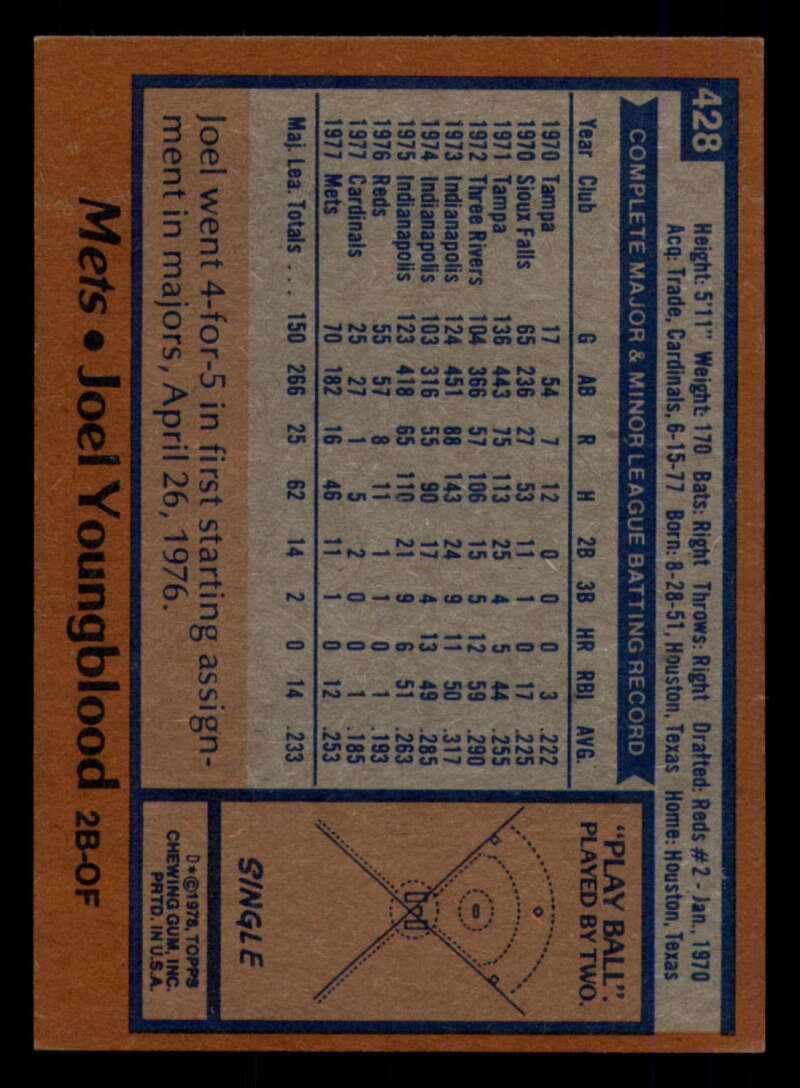 428
Height: 5'11" Weight: 170 Bats: Right Throws: Right Drafted: Reds #2 - Jan., 1970
Acq: Trade, Cardinals, 6-15-77 Born: 8-28-51, Houston, Texas Home: Houston, Texas
COMPLETE MAJOR & MINOR LEAGUE BATTING RECORD
Year Club G AB R H 2B 3B HR RBI AVG.
1970 Tampa 17 54 7 12 0 0 0 3 .222
1970 Sioux Falls 65 236 27 53 11 1 0 17 .225
1971 Tampa 136 443 75 113 25 4 5 44 .255
1972 Three Rivers 104 366 57 106 15 5 12 59 .290
1973 Indianapolis 124 451 88 143 24 9 11 50 .317
1974 Indianapolis 103 316 55 90 17 4 13 49 .285
1975 Indianapolis 123 418 65 110 21 9 6 51 .263
1976 Reds 55 57 8 11 1 1 0 1 .193
1977 Cardinals 25 27 1 5 2 0 0 1 .185
1977 Mets 70 182 16 46 11 1 0 12 .253
Maj. Lea. Totals . . . 150 266 25 62 14 2 0 14 .233
Joel went 4-for-5 in first starting assign-
ment in majors, April 26, 1976.
"PLAY BALL":
PLAYED BY TWO.
SINGLE
D*©1978, TOPPS
CHEWING GUM, INC.
PRTD. IN U.S.A.
Mets • Joel Youngblood 2B-OF